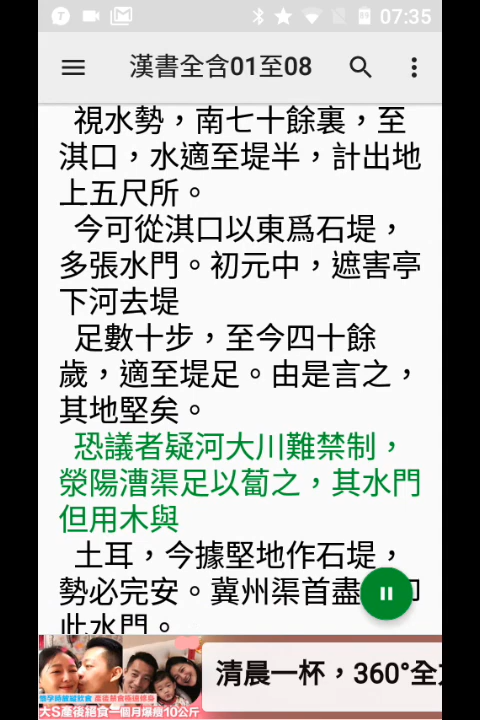 07:35
漢書全含01至08
視水勢，南七十餘裏，至
淇口，水適至堤半，計出地
上五尺所。
今可從淇口以東爲石堤，
多張水門。初元中，遮害亭
下河去堤
足數十步，至今四十餘
歲，適至堤足。由是言之，
其地堅矣。
恐議者疑河大川難禁制，
滎陽漕渠足以蔔之，其水門
但用木與
土耳，今據堅地作石堤，
勢必完安。冀州渠首盡
此水門。
清晨一杯，360°全
大S產後絕食一個月爆瘦10公斤